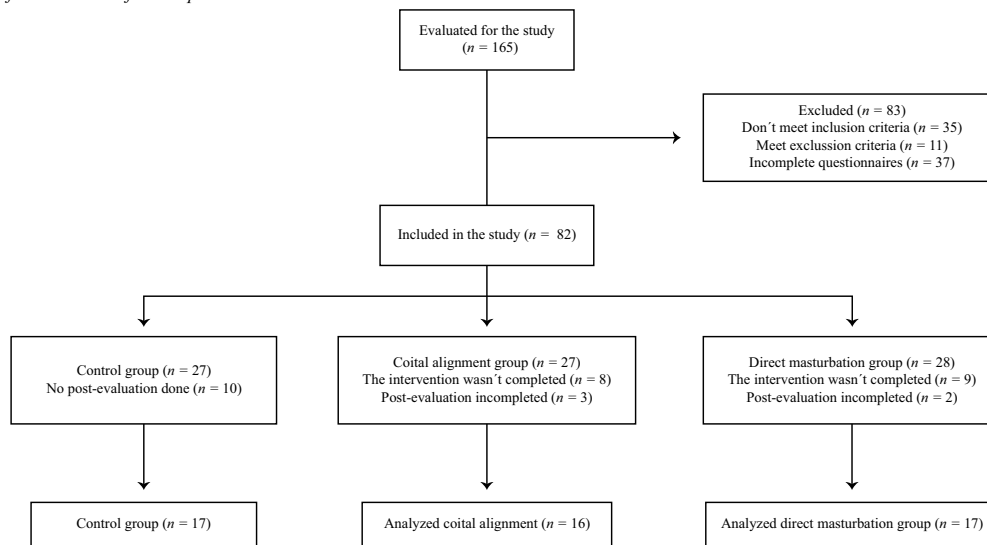 Evaluated for the study
(n = 165)
Excluded (n = 83)
Don´t meet inclusion criteria (n = 35)
Meet exclussion criteria (n = 11)
Incomplete questionnaires (n = 37)
Included in the study (n = 82)
Control group (n = 27)
No post-evaluation done (n = 10)
Coital alignment group (n = 27)
The intervention wasn´t completed (n = 8)
Post-evaluation incompleted (n = 3)
Direct masturbation group (n = 28)
The intervention wasn´t completed (n = 9)
Post-evaluation incompleted (n = 2)
Control group (n = 17)
Analyzed coital alignment (n = 16)
Analyzed direct masturbation group (n = 17)